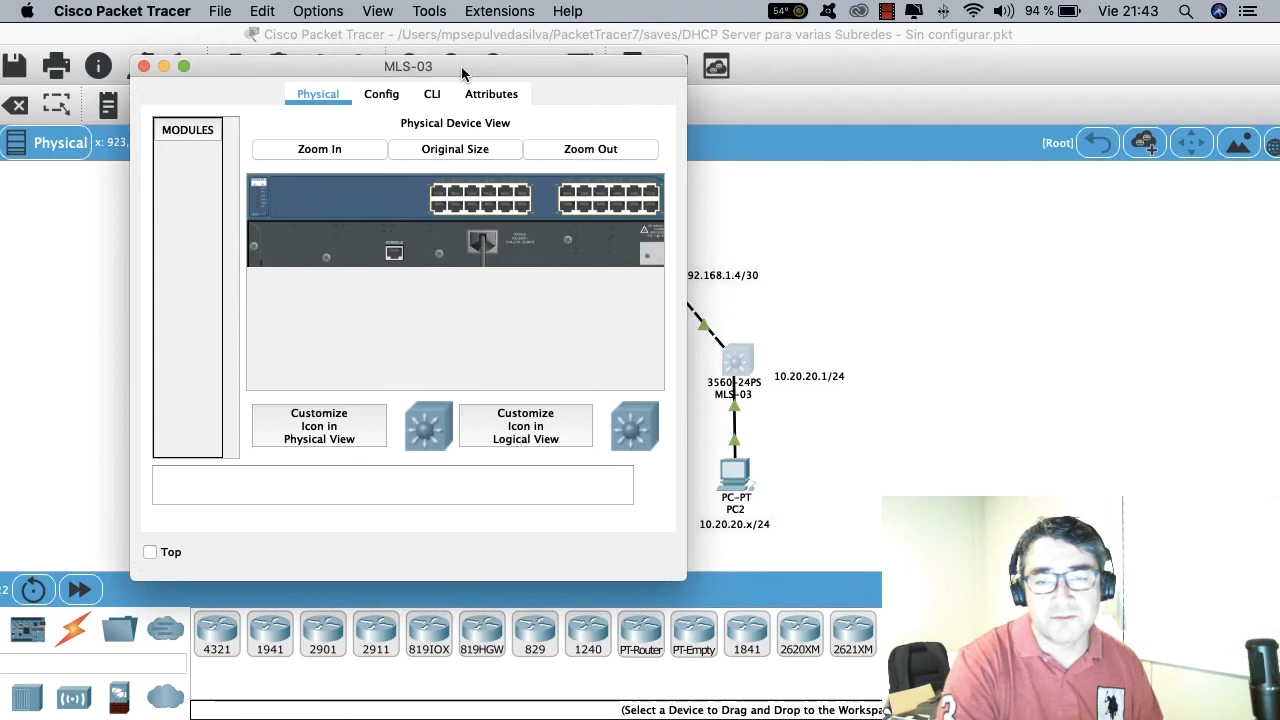 Cisco Packet Tracer File Edit Options View Tools Extensions Help 54° 94 % Vie 21:43
Cisco Packet Tracer - /Users/mpsepulvedasilva/PacketTracer7/saves/DHCP Server para varias Subredes - Sin configurar.pkt
MLS-03
Physical Config CLI Attributes
MODULES
Physical Device View
Zoom In Original Size Zoom Out
CONSOLE
Customize
Icon in
Physical View
Customize
Icon in
Logical View
Top
Physical x: 923,
[Root]
92.168.1.4/30
3560-24PS
MLS-03
10.20.20.1/24
PC-PT
PC2
10.20.20.x/24
22
4321 1941 2901 2911 819IOX 819HGW 829 1240 PT-Router PT-Empty 1841 2620XM 2621XM
(Select a Device to Drag and Drop to the Workspa
3